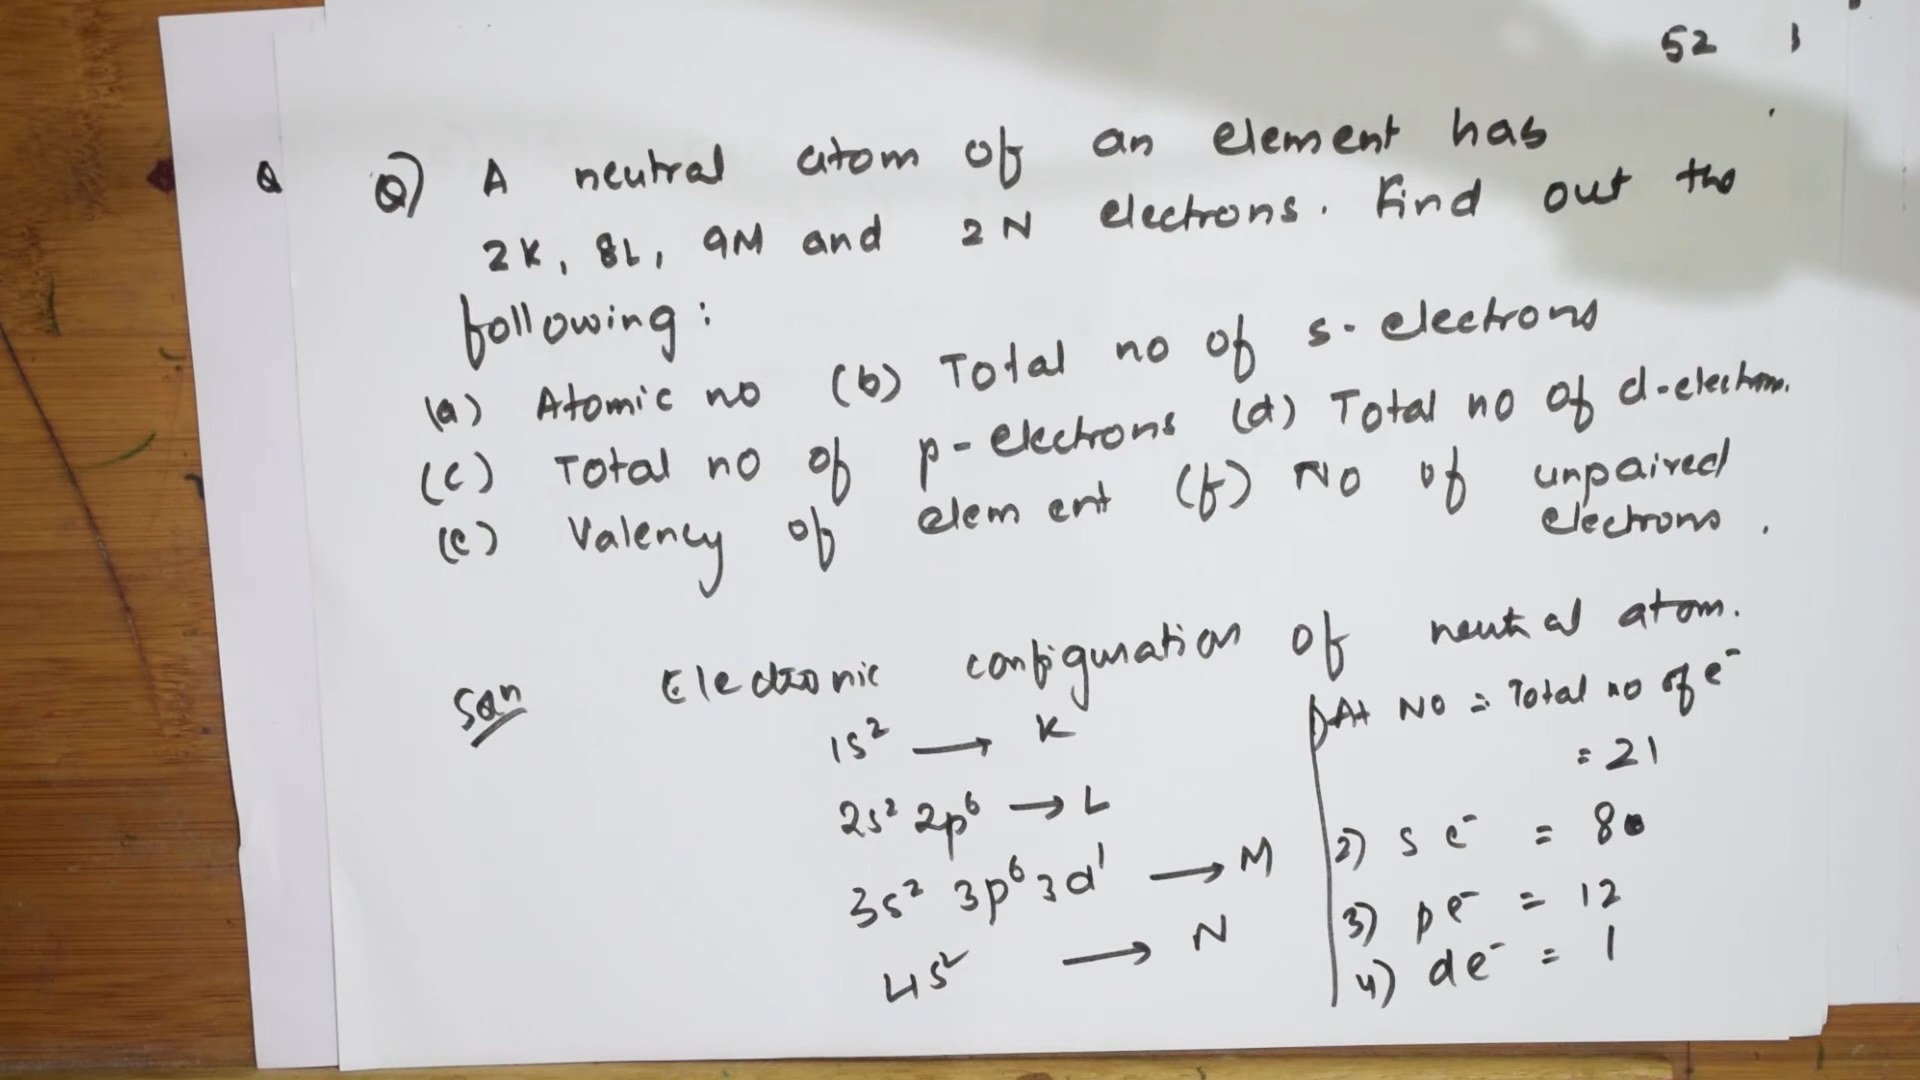 52 1
Q Q) A neutral atom of an element has
2K, 8L, 9M and 2N electrons. Find out the
following:
(a) Atomic no (b) Total no of s-electrons
(c) Total no of p-electrons (d) Total no of d-electrons.
(e) Valency of element (f) No of unpaired
electrons.
Soln Electronic configuration of neutral atom.
1s² → K
2s² 2p⁶ → L
3s² 3p⁶ 3d¹ → M
4s² → N
1) At NO = Total no of e⁻
= 21
2) s e⁻ = 8
3) p e⁻ = 12
4) d e⁻ = 1